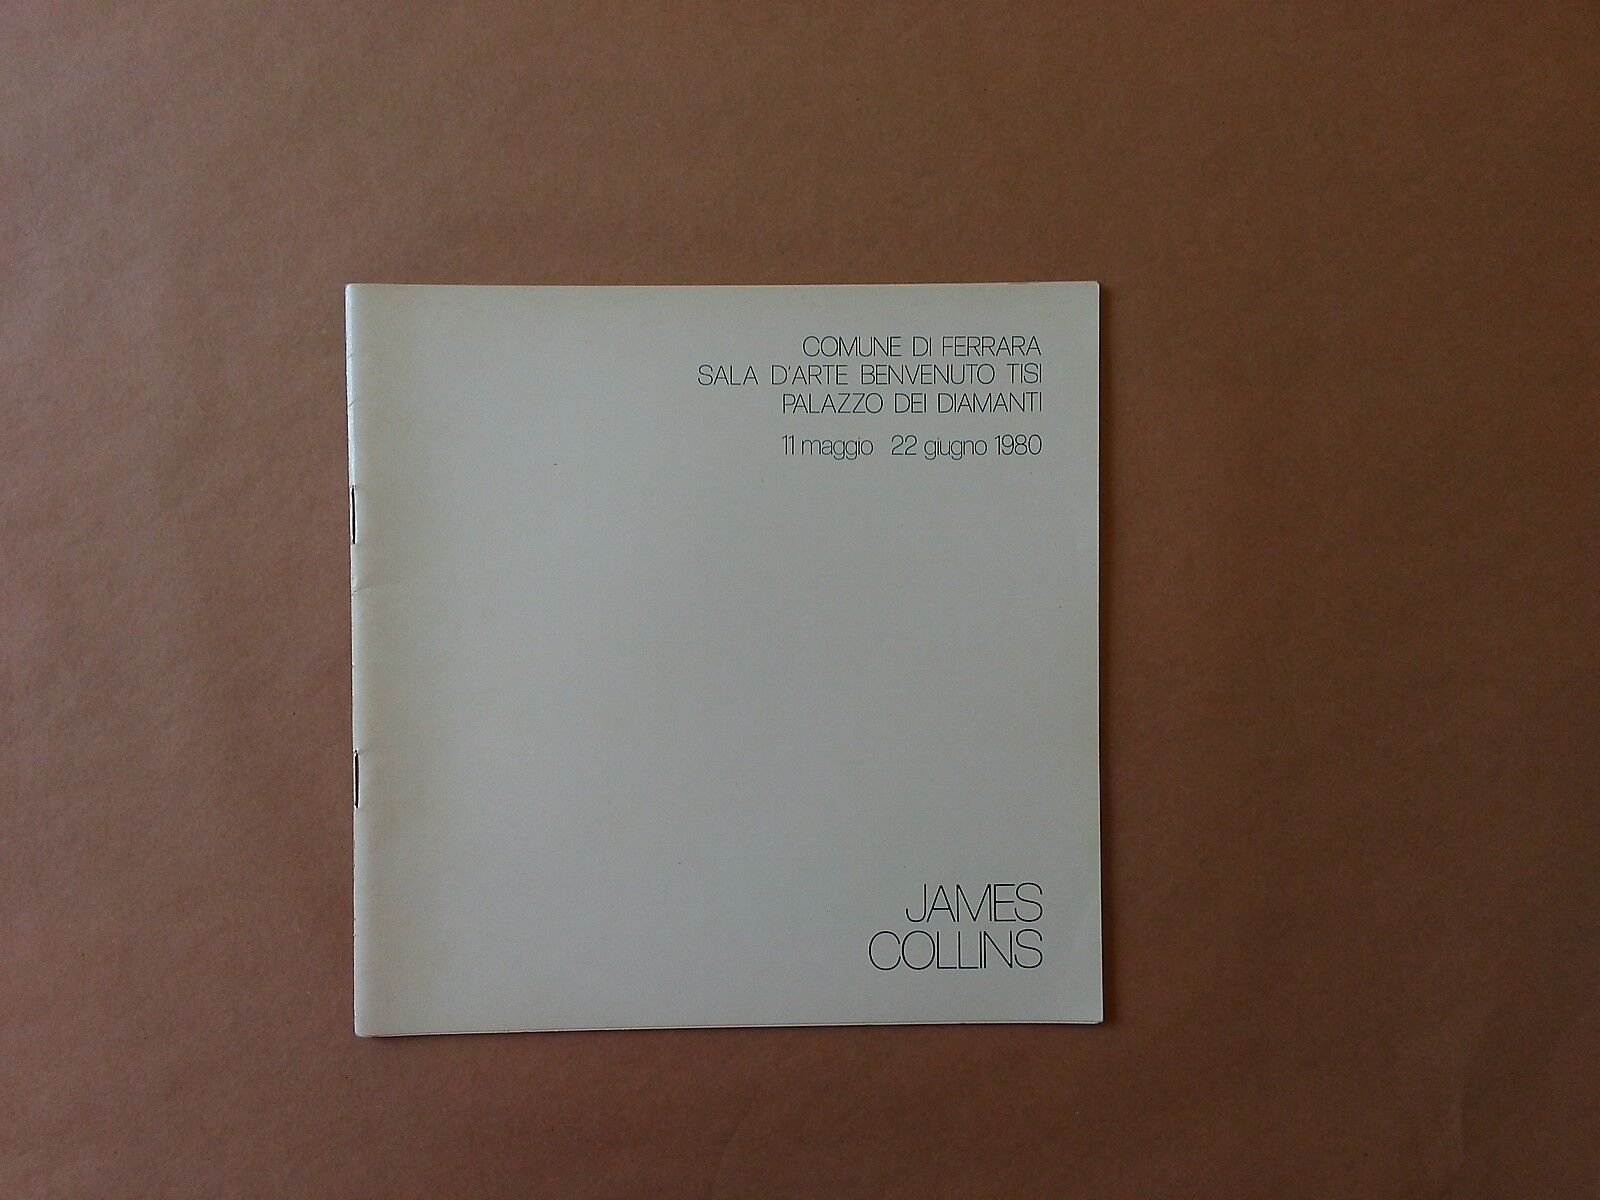 COMUNE DI FERRARA
SALA D'ARTE BENVENUTO TISI
PALAZZO DEI DIAMANTI
11 maggio 22 giugno 1980
JAMES
COLLINS